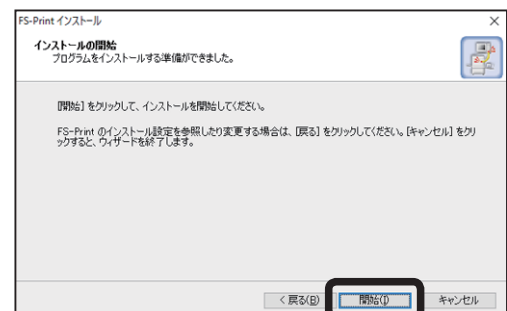 FS-Print インストール
インストールの開始
プログラムをインストールする準備ができました。
[開始] をクリックして、インストールを開始してください。
FS-Print のインストール設定を参照したり変更する場合は、[戻る] をクリックしてください。[キャンセル] をクリ
ックすると、ウィザードを終了します。
< 戻る(B)
開始(I)
キャンセル